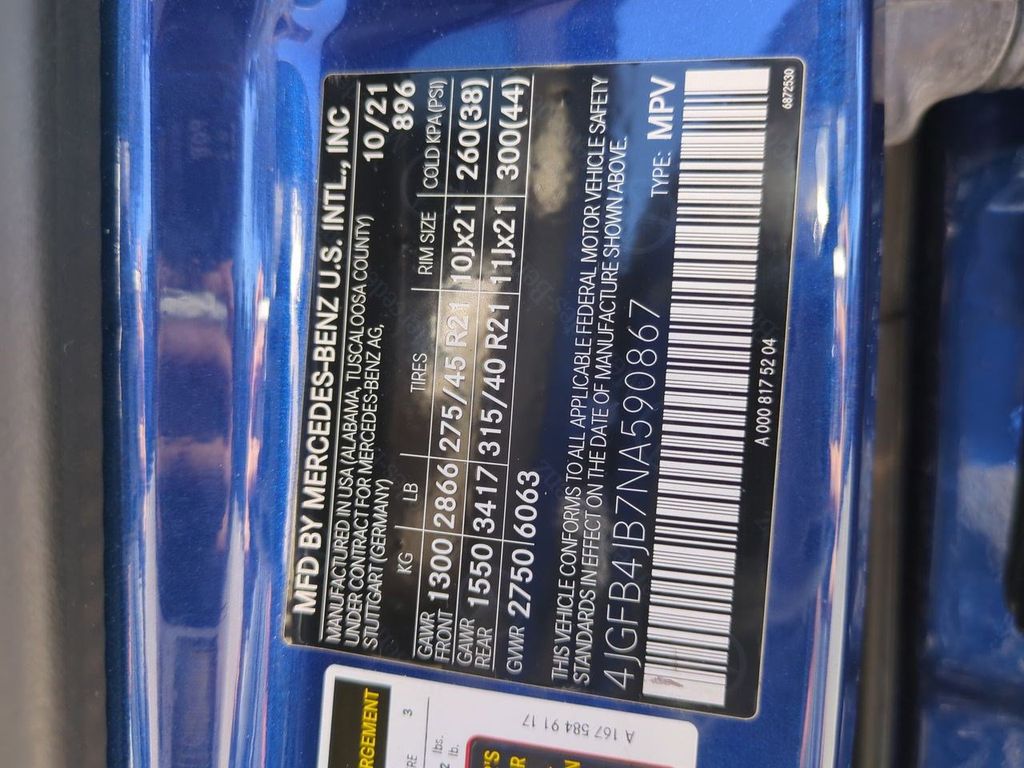 MFD BY MERCEDES-BENZ U.S. INTL., INC
MANUFACTURED IN USA (ALABAMA, TUSCALOOSA COUNTY) 10/21
UNDER CONTRACT FOR MERCEDES-BENZ AG, 896
STUTTGART (GERMANY)
KG LB TIRES RIM SIZE COLD KPA(PSI)
GAWR FRONT 1300 2866 275/45 R21 10Jx21 260(38)
GAWR REAR 1550 3417 315/40 R21 11Jx21 300(44)
GVWR 2750 6063
THIS VEHICLE CONFORMS TO ALL APPLICABLE FEDERAL MOTOR VEHICLE SAFETY
STANDARDS IN EFFECT ON THE DATE OF MANUFACTURE SHOWN ABOVE.
4JGFB4JB7NA590867 TYPE: MPV
A 000 817 52 04
6872530
A 167 584 91 17